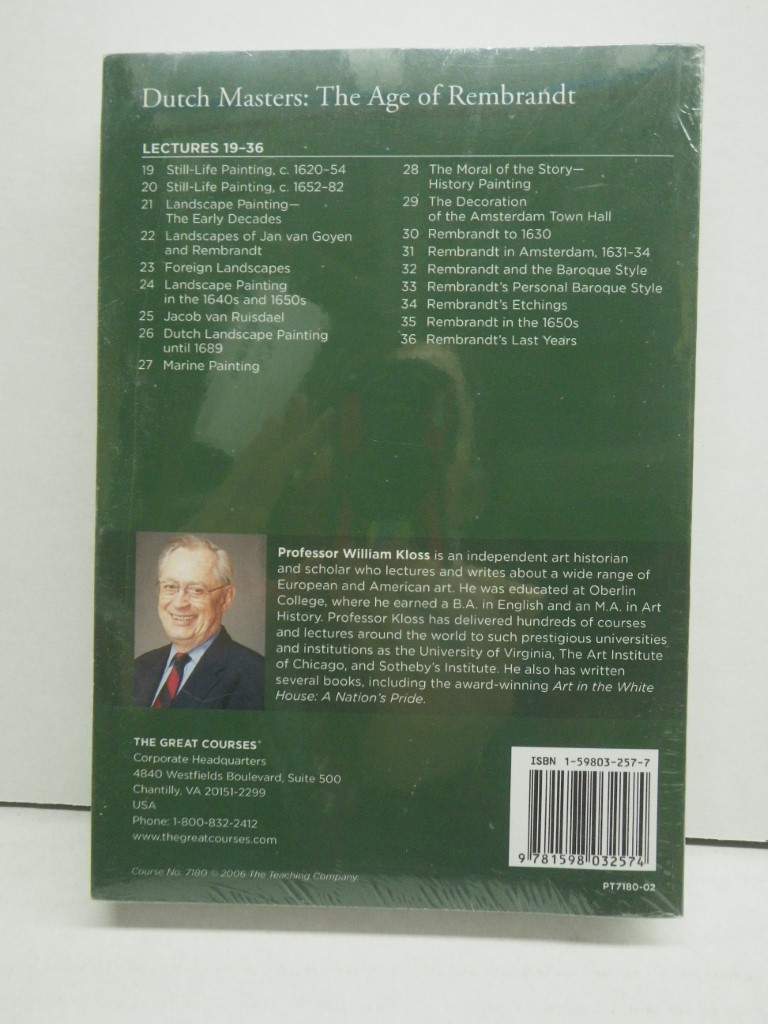 Dutch Masters: The Age of Rembrandt
LECTURES 19–36
19 Still-Life Painting, c. 1620–54
20 Still-Life Painting, c. 1652–82
21 Landscape Painting—
The Early Decades
22 Landscapes of Jan van Goyen
and Rembrandt
23 Foreign Landscapes
24 Landscape Painting
in the 1640s and 1650s
25 Jacob van Ruisdael
26 Dutch Landscape Painting
until 1689
27 Marine Painting
28 The Moral of the Story—
History Painting
29 The Decoration
of the Amsterdam Town Hall
30 Rembrandt to 1630
31 Rembrandt in Amsterdam, 1631–34
32 Rembrandt and the Baroque Style
33 Rembrandt's Personal Baroque Style
34 Rembrandt's Etchings
35 Rembrandt in the 1650s
36 Rembrandt's Last Years
Professor William Kloss is an independent art historian
and scholar who lectures and writes about a wide range of
European and American art. He was educated at Oberlin
College, where he earned a B.A. in English and an M.A. in Art
History. Professor Kloss has delivered hundreds of courses
and lectures around the world to such prestigious universities
and institutions as the University of Virginia, The Art Institute
of Chicago, and Sotheby's Institute. He also has written
several books, including the award-winning Art in the White
House: A Nation's Pride.
THE GREAT COURSES®
Corporate Headquarters
4840 Westfields Boulevard, Suite 500
Chantilly, VA 20151-2299
USA
Phone: 1-800-832-2412
www.thegreatcourses.com
Course No. 7180 © 2006 The Teaching Company.
ISBN 1-59803-257-7
9 781598 032574
PT7180-02